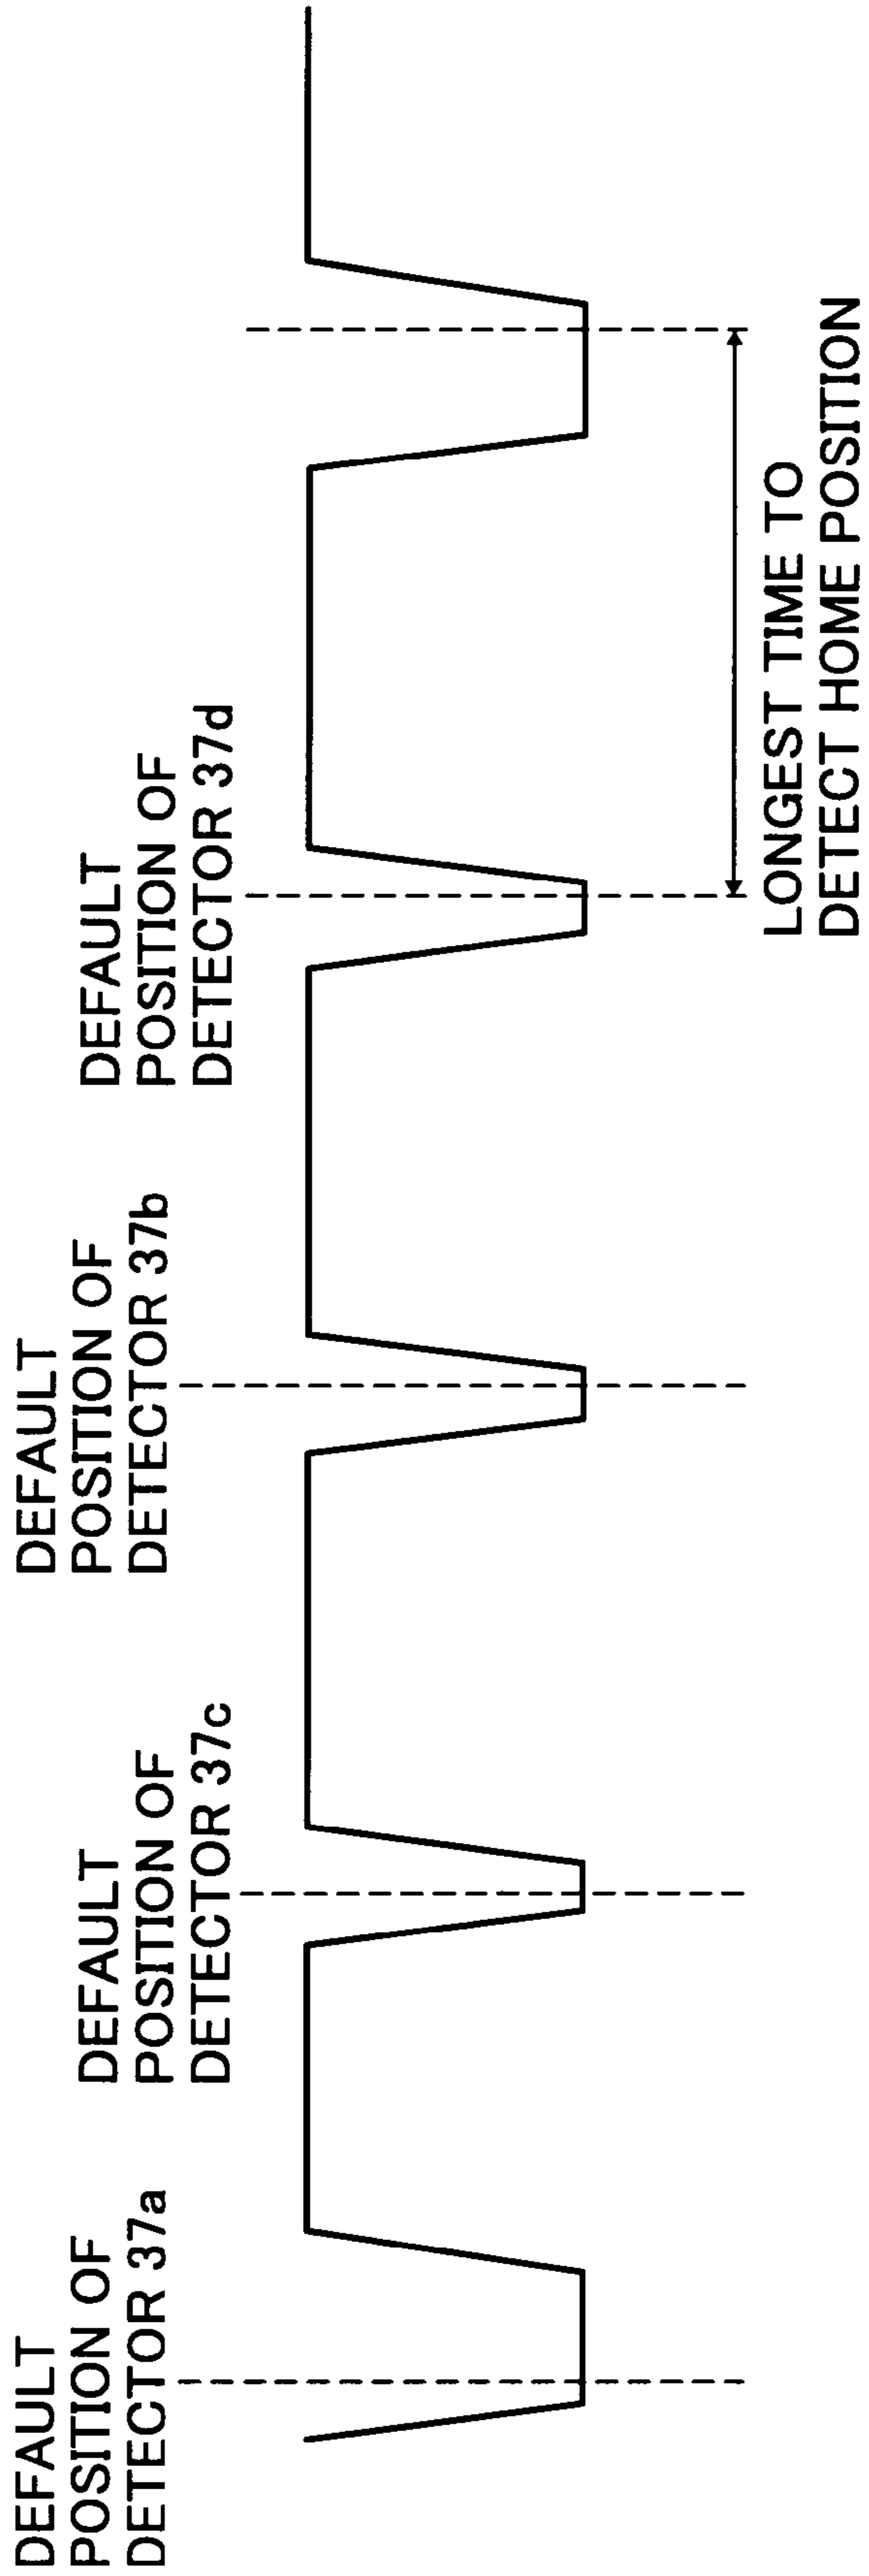 DEFAULT
POSITION OF
DETECTOR 37a
DEFAULT
POSITION OF
DETECTOR 37c
DEFAULT
POSITION OF
DETECTOR 37b
DEFAULT
POSITION OF
DETECTOR 37d
LONGEST TIME TO
DETECT HOME POSITION